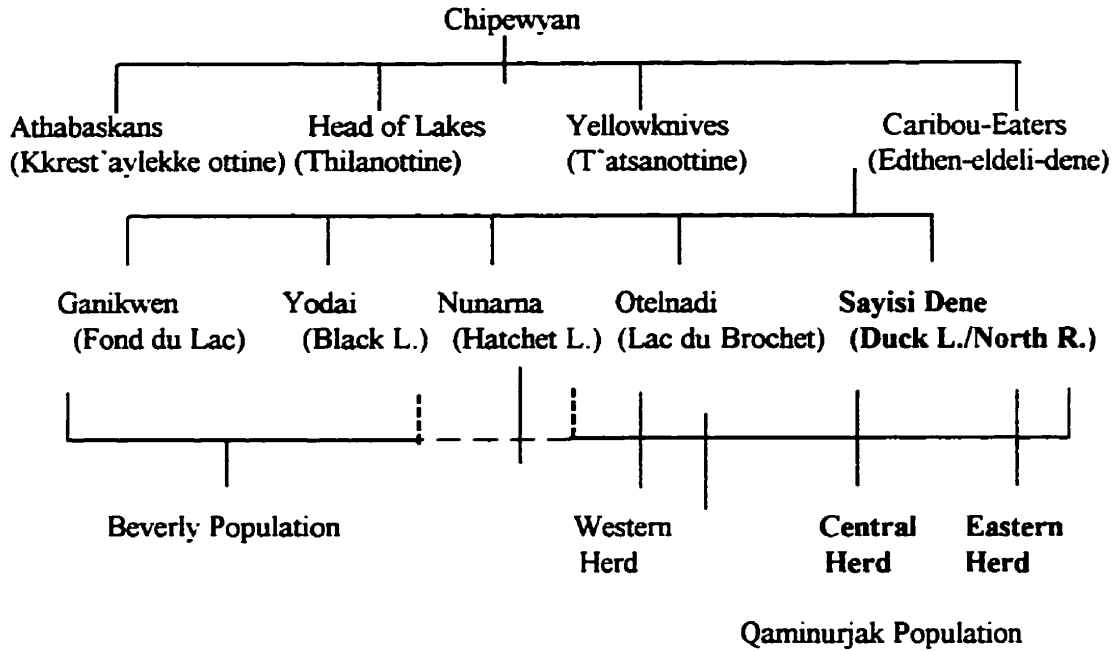 Chipewyan
Athabaskans Head of Lakes Yellowknives Caribou-Eaters
(Kkrest`aylekke ottine) (Thilanottine) (T`atsanottine) (Edthen-eldeli-dene)
Ganikwen Yodai Nunarna Otelnadi Sayisi Dene
(Fond du Lac) (Black L.) (Hatchet L.) (Lac du Brochet) (Duck L./North R.)
Beverly Population Western Central Eastern
Herd Herd Herd
Qaminurjak Population